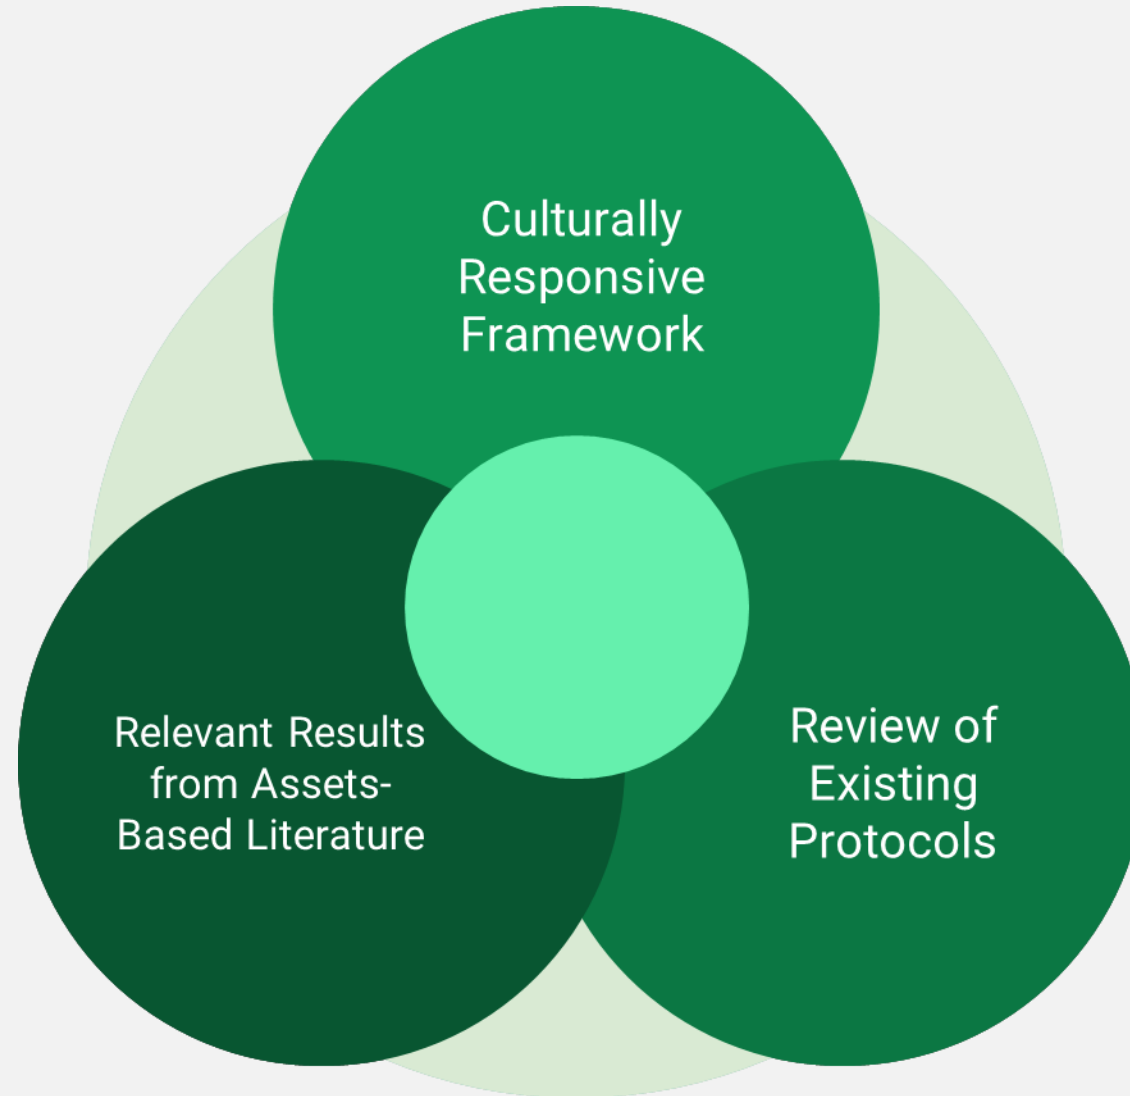 Culturally
Responsive
Framework
Relevant Results
from Assets-
Based Literature
Review of
Existing
Protocols